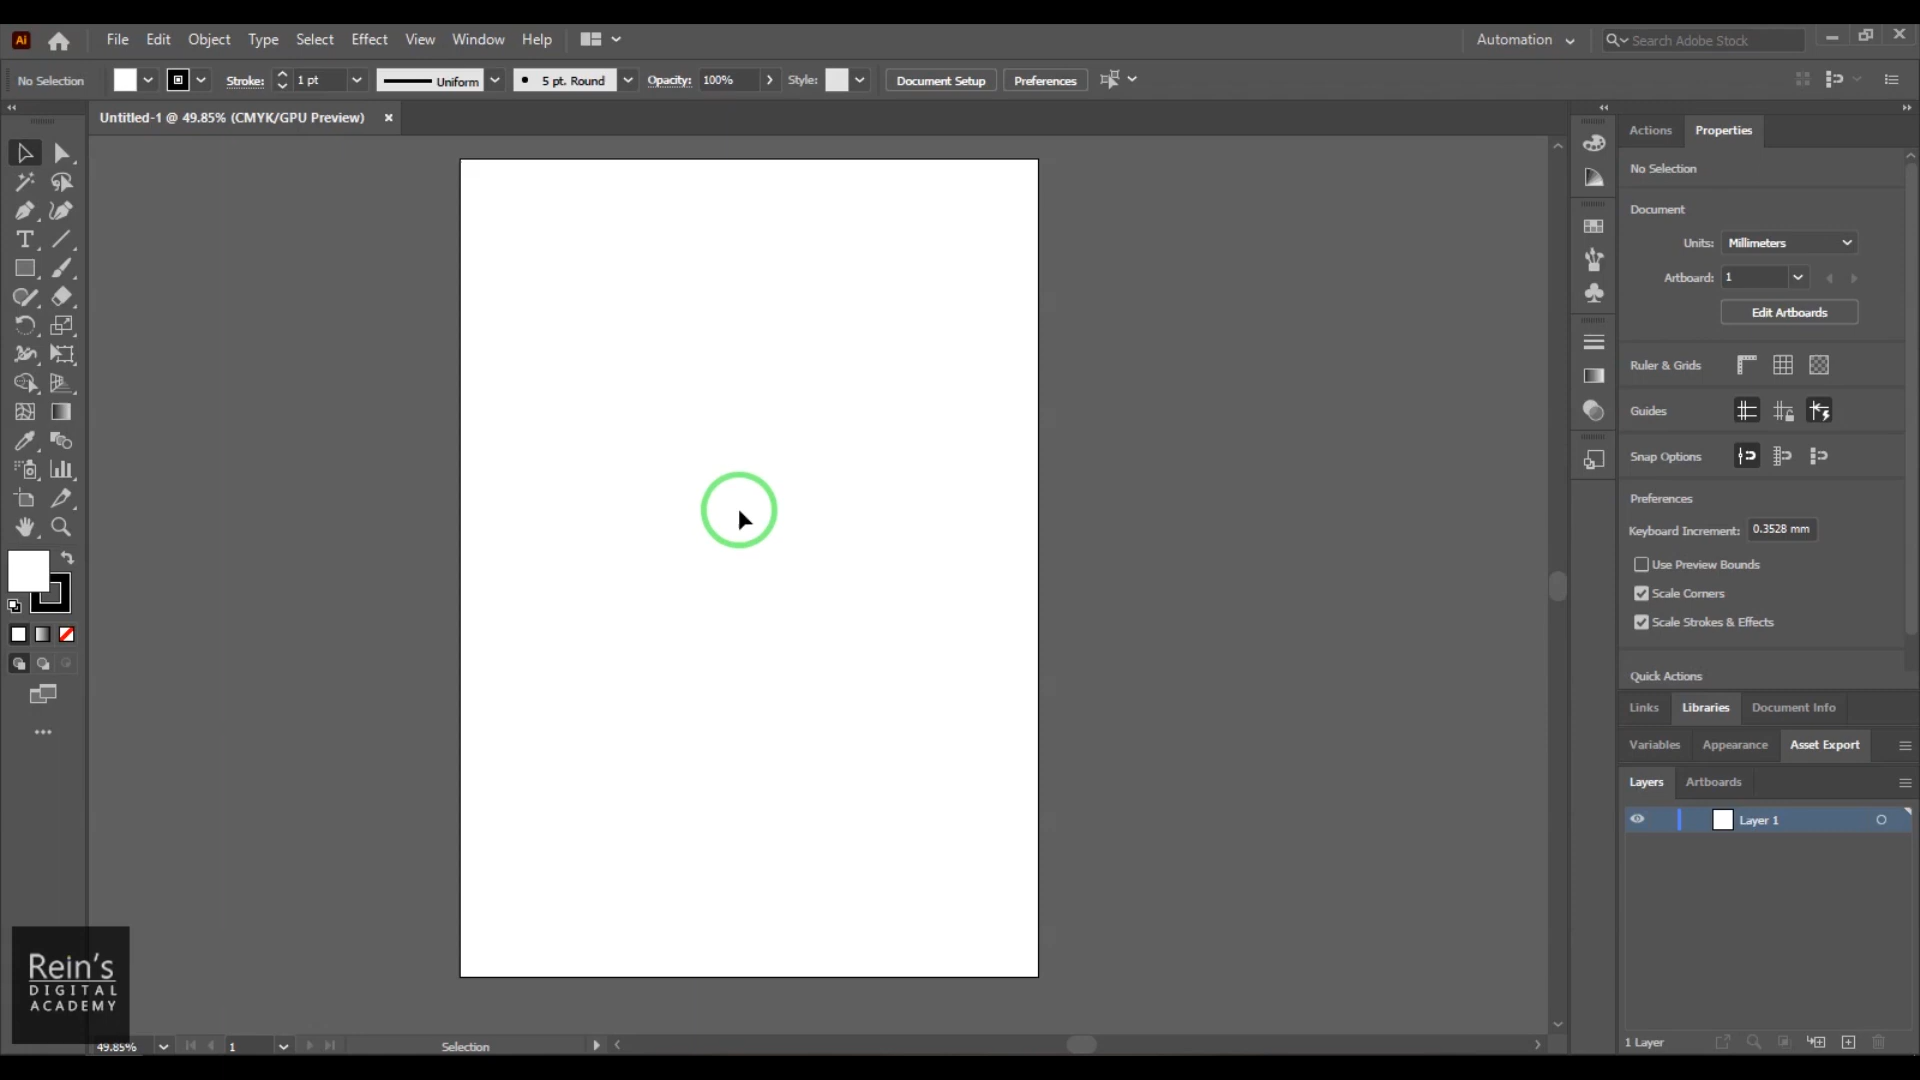 Ai File Edit Object Type Select Effect View Window Help Automation Search Adobe Stock
No Selection Stroke: 1 pt Uniform 5 pt. Round Opacity: 100% Style: Document Setup Preferences
Untitled-1 @ 49.85% (CMYK/GPU Preview)
Actions Properties
No Selection
Document
Units: Millimeters
Artboard: 1
Edit Artboards
Ruler & Grids
Guides
Snap Options
Preferences
Keyboard Increment: 0.3528 mm
Use Preview Bounds
Scale Corners
Scale Strokes & Effects
Quick Actions
Links Libraries Document Info
Variables Appearance Asset Export
Layers Artboards
Layer 1
Rein's
DIGITAL
ACADEMY
49.85% 1 Selection
1 Layer